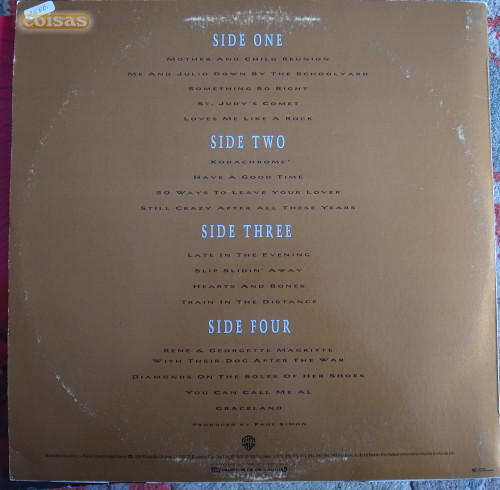 coisas
SIDE ONE
MOTHER AND CHILD REUNION
ME AND JULIO DOWN BY THE SCHOOLYARD
SOMETHING SO RIGHT
ST. JUDY'S COMET
LOVES ME LIKE A ROCK
SIDE TWO
KODACHROME®
HAVE A GOOD TIME
50 WAYS TO LEAVE YOUR LOVER
STILL CRAZY AFTER ALL THESE YEARS
SIDE THREE
LATE IN THE EVENING
SLIP SLIDIN' AWAY
HEARTS AND BONES
TRAIN IN THE DISTANCE
SIDE FOUR
RENE & GEORGETTE MAGRITTE
WITH THEIR DOG AFTER THE WAR
DIAMONDS ON THE SOLES OF HER SHOES
YOU CAN CALL ME AL
GRACELAND
PRODUCED BY PAUL SIMON